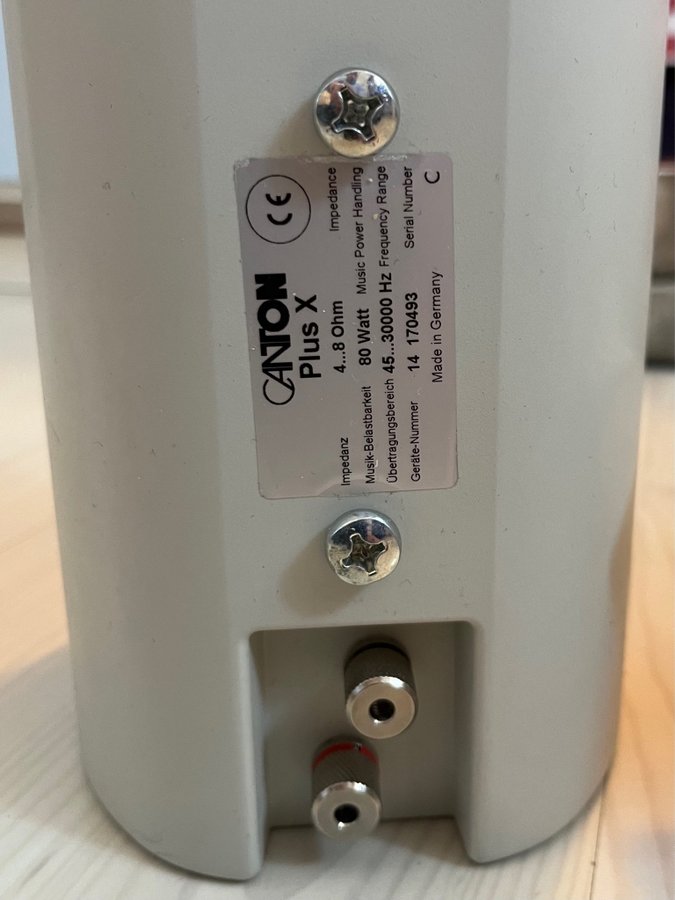 CE
CANTON
Plus X
Impedanz 4...8 Ohm Impedance
Musik-Belastbarkeit 80 Watt Music Power Handling
Übertragungsbereich 45...30000 Hz Frequency Range
Geräte-Nummer 14 170493 Serial Number
Made in Germany C